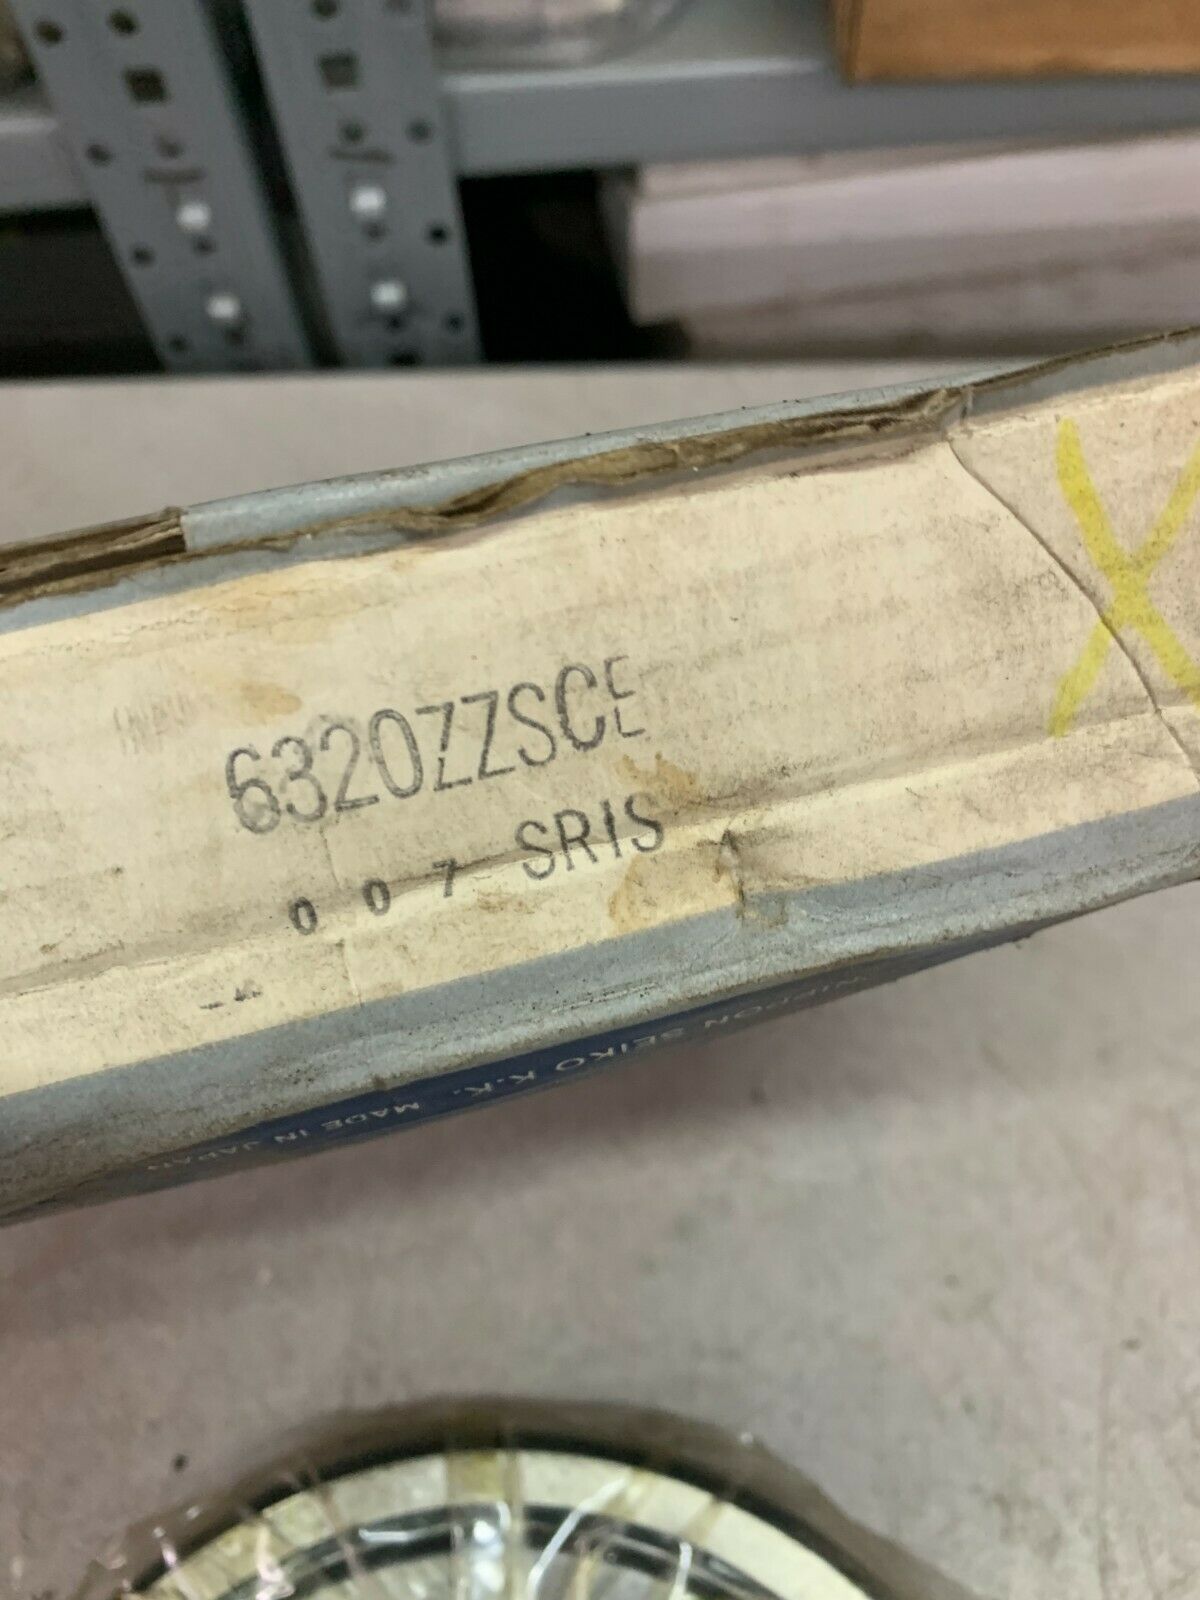 6320ZZSCE
007 SRIS
NIPPON SEIKO K.K. MADE IN JAPAN